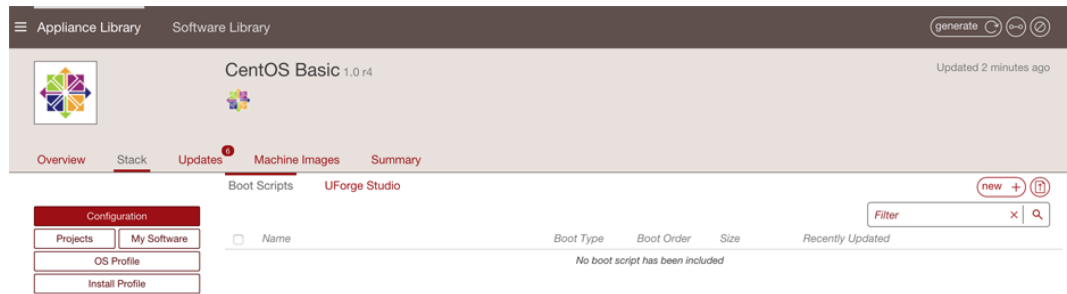 Appliance Library Software Library generate
CentOS Basic 1.0 r4 Updated 2 minutes ago
Overview Stack Updates 6 Machine Images Summary
Boot Scripts UForge Studio new +
Configuration Filter
Projects My Software Name Boot Type Boot Order Size Recently Updated
OS Profile No boot script has been included
Install Profile